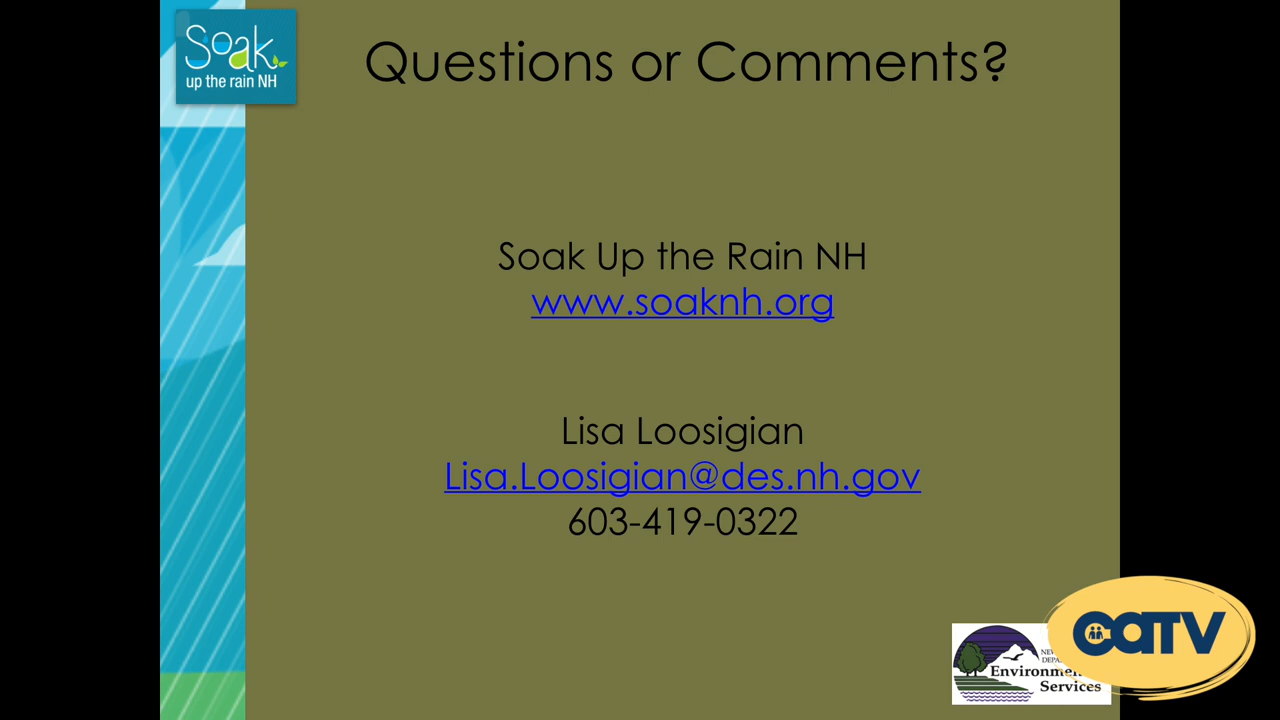 Soak
up the rain NH
Questions or Comments?
Soak Up the Rain NH
www.soaknh.org
Lisa Loosigian
Lisa.Loosigian@des.nh.gov
603-419-0322
CATV
Services